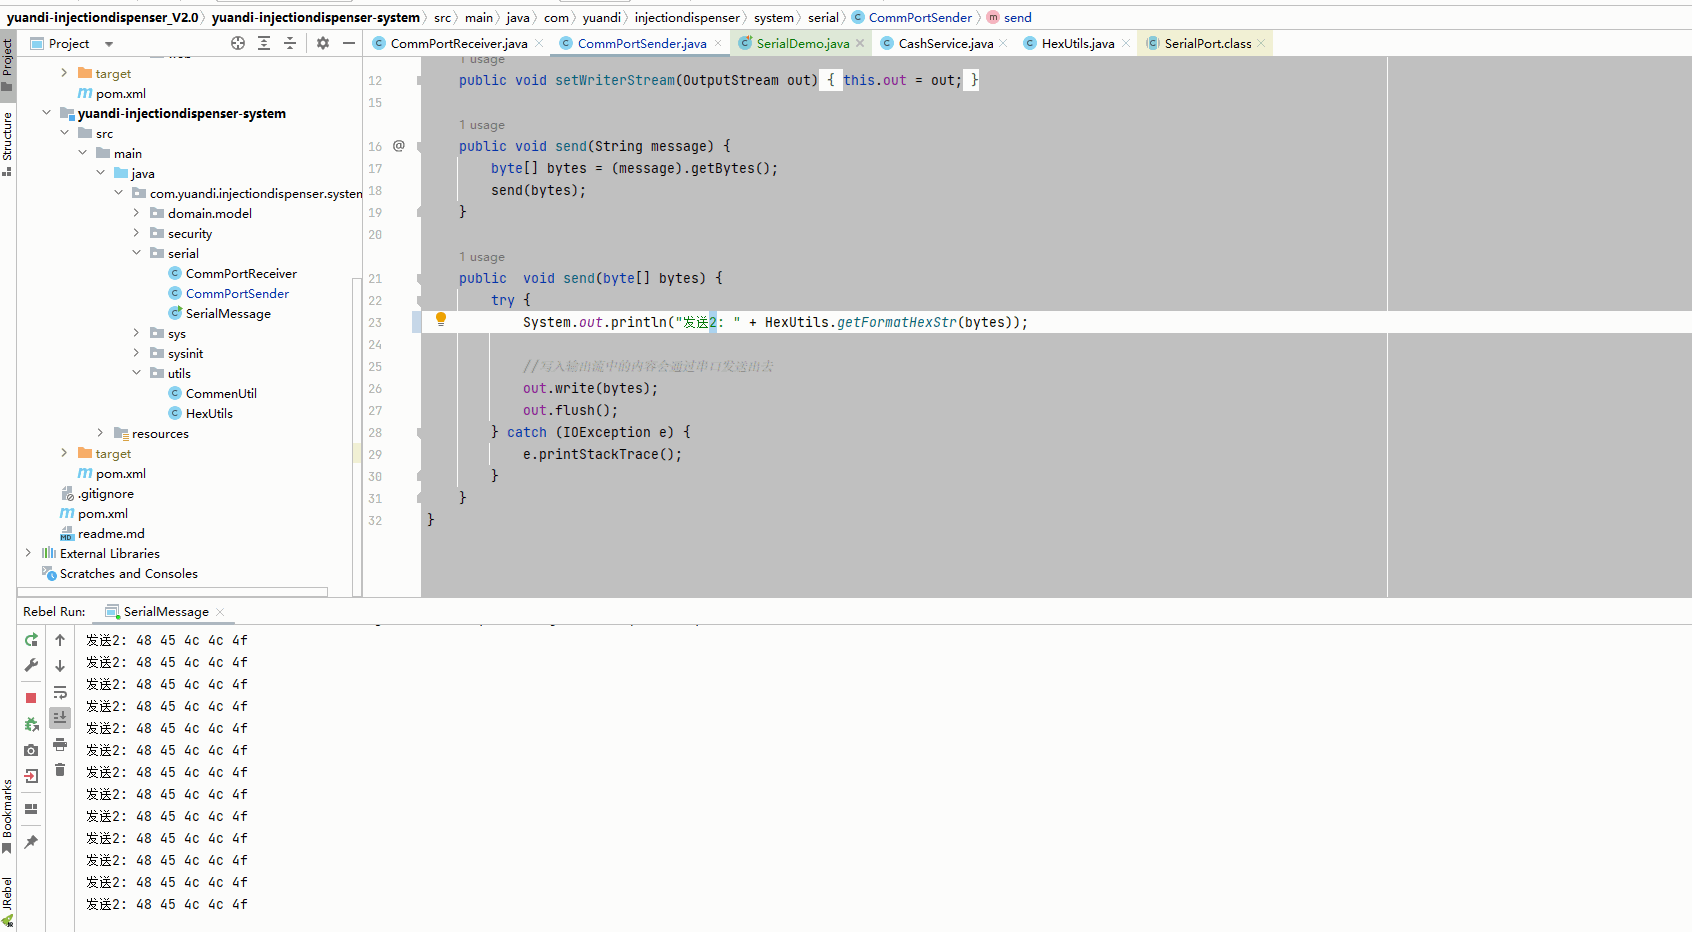 yuandi-injectiondispenser_V2.0 〉 yuandi-injectiondispenser-system 〉 src 〉 main 〉 java 〉 com 〉 yuandi 〉 injectiondispenser 〉 system 〉 serial 〉 CommPortSender 〉 send
Project
CommPortReceiver.java
CommPortSender.java
SerialDemo.java
CashService.java
HexUtils.java
SerialPort.class
Project
Structure
Bookmarks
JRebel
target
pom.xml
yuandi-injectiondispenser-system
src
main
java
com.yuandi.injectiondispenser.system
domain.model
security
serial
CommPortReceiver
CommPortSender
SerialMessage
sys
sysinit
utils
CommenUtil
HexUtils
resources
target
pom.xml
.gitignore
pom.xml
readme.md
External Libraries
Scratches and Consoles
1 usage
12 public void setWriterStream(OutputStream out) { this.out = out; }
15
1 usage
16 @ public void send(String message) {
17 byte[] bytes = (message).getBytes();
18 send(bytes);
19 }
20
1 usage
21 public  void send(byte[] bytes) {
22 try {
23 System.out.println("发送2: " + HexUtils.getFormatHexStr(bytes));
24
25 //写入输出流中的内容会通过串口发送出去
26 out.write(bytes);
27 out.flush();
28 } catch (IOException e) {
29 e.printStackTrace();
30 }
31 }
32 }
Rebel Run: SerialMessage
发送2: 48 45 4c 4c 4f
发送2: 48 45 4c 4c 4f
发送2: 48 45 4c 4c 4f
发送2: 48 45 4c 4c 4f
发送2: 48 45 4c 4c 4f
发送2: 48 45 4c 4c 4f
发送2: 48 45 4c 4c 4f
发送2: 48 45 4c 4c 4f
发送2: 48 45 4c 4c 4f
发送2: 48 45 4c 4c 4f
发送2: 48 45 4c 4c 4f
发送2: 48 45 4c 4c 4f
发送2: 48 45 4c 4c 4f